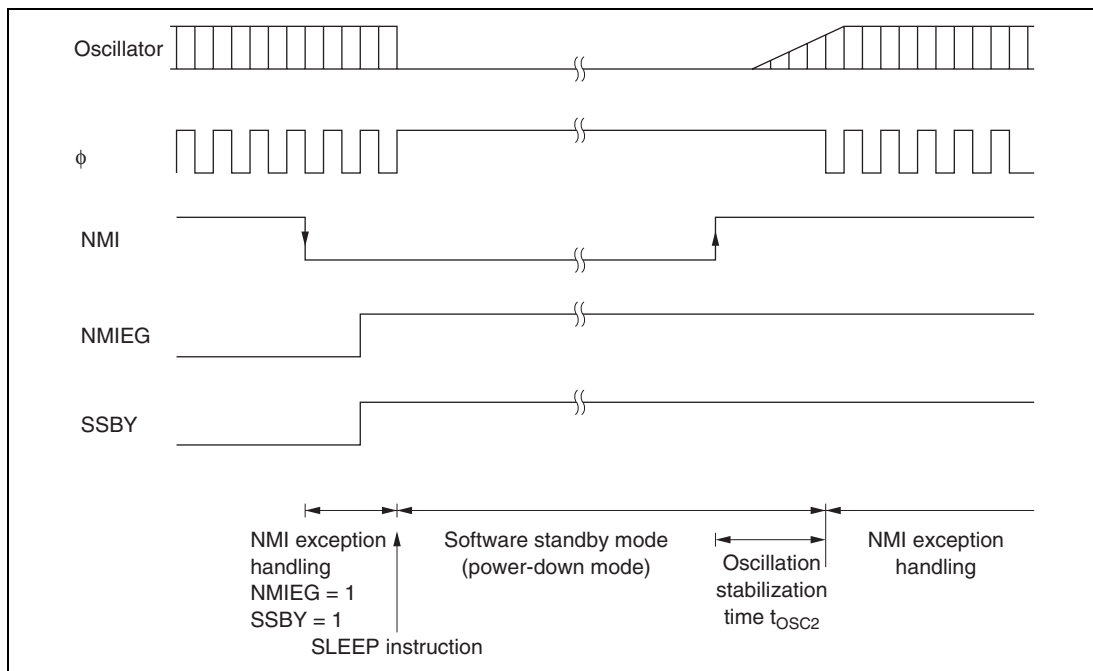 Oscillator
ϕ
NMI
NMIEG
SSBY
NMI exception
handling
NMIEG = 1
SSBY = 1
SLEEP instruction
Software standby mode
(power-down mode)
Oscillation
stabilization
time tOSC2
NMI exception
handling